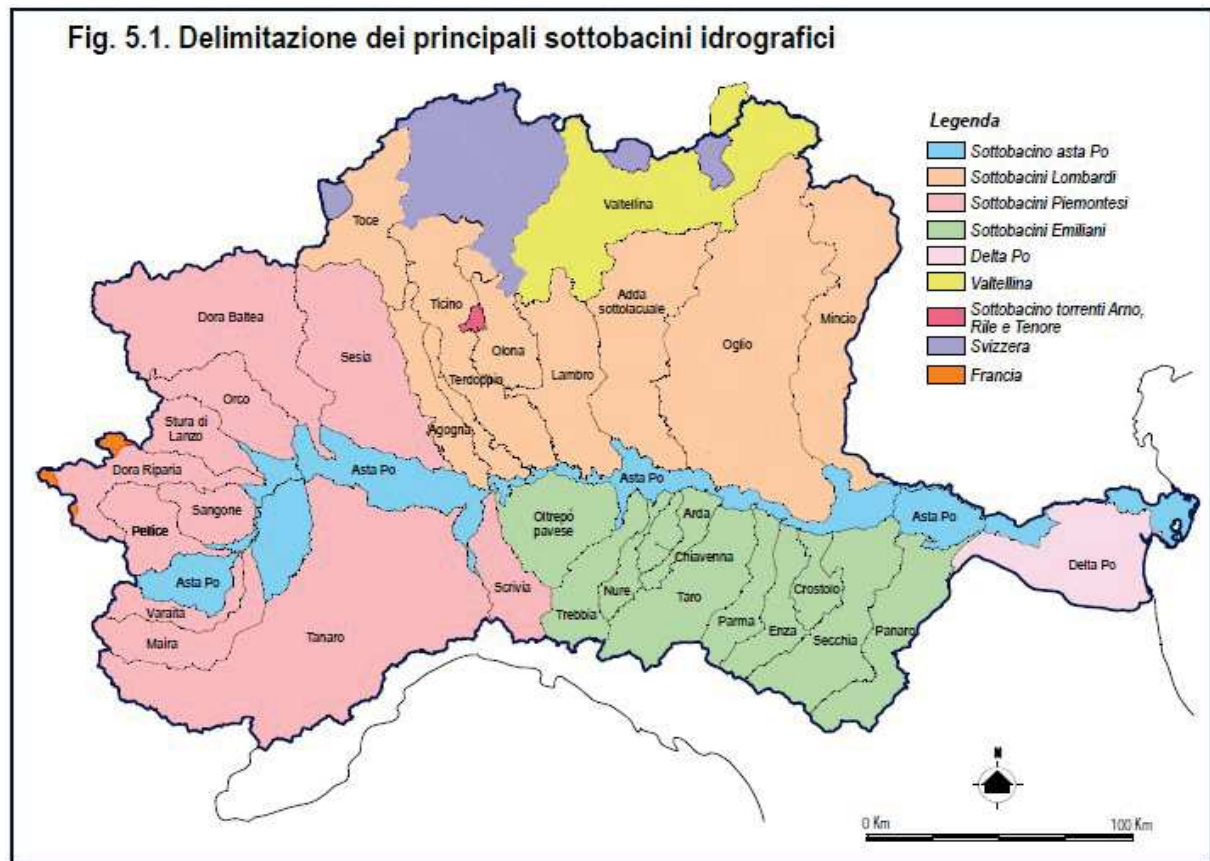 Fig. 5.1. Delimitazione dei principali sottobacini idrografici
Legenda
Sottobacino asta Po
Sottobacini Lombardi
Sottobacini Piemontesi
Sottobacini Emiliani
Delta Po
Valtellina
Sottobacino torrenti Arno,
Rile e Tenore
Svizzera
Francia
Valtellina
Toce
Ticino
Adda
sottolacuale
Dora Baltea
Sesia
Olona
Oglio
Mincio
Terdoppio
Lambro
Orco
Stura di
Lanzo
Agogna
Dora Riparia
Asta Po
Asta Po
Sangone
Pellice
Oltrepò
pavese
Arda
Asta Po
Chiavenna
Asta Po
Scrivia
Nure
Crostolo
Delta Po
Varaita
Trebbia
Taro
Parma
Enza
Secchia
Panaro
Maira
Tanaro
N
0 Km
100 Km